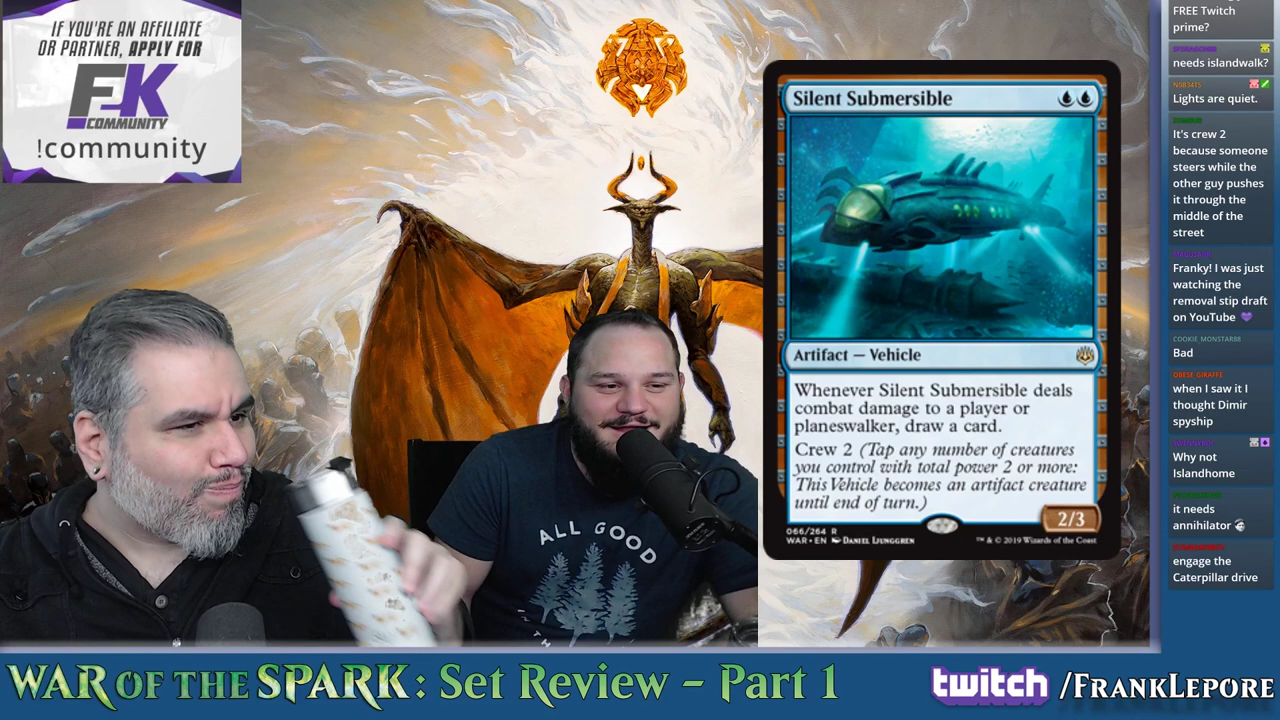 IF YOU'RE AN AFFILIATE
OR PARTNER, APPLY FOR
FK
COMMUNITY
!community
Silent Submersible
Artifact — Vehicle
Whenever Silent Submersible deals
combat damage to a player or
planeswalker, draw a card.
Crew 2 (Tap any number of creatures
you control with total power 2 or more:
This Vehicle becomes an artifact creature
until end of turn.)
2/3
066/264 R
WAR • EN DANIEL LJUNGGREN
™ & © 2019 Wizards of the Coast
ALL GOOD
IN TH
FREE Twitch
prime?
needs islandwalk?
Lights are quiet.
It's crew 2
because someone
steers while the
other guy pushes
it through the
middle of the
street
Franky! I was just
watching the
removal stip draft
on YouTube
COOKIE_MONSTAR88
Bad
OBESE_GIRAFFE
when I saw it I
thought Dimir
spyship
Why not
Islandhome
it needs
annihilator
engage the
Caterpillar drive
WAR OF THE SPARK: Set Review - Part 1
twitch /FRANKLEPORE